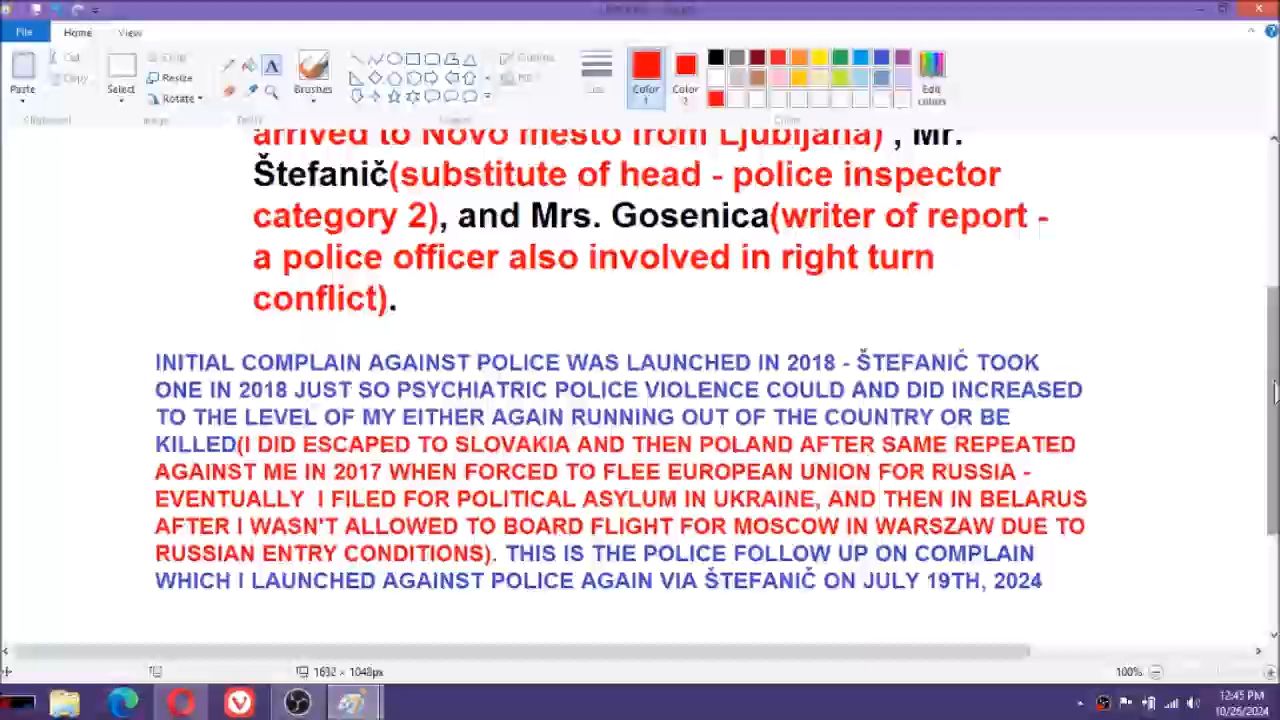 File
Home
View
Cut
Copy
Paste
Select
Resize
Rotate
Brushes
Color
1
Color
2
Edit
colors
arrived to Novo mesto from Ljubljana) , Mr.
Štefanič(substitute of head - police inspector
category 2), and Mrs. Gosenica(writer of report -
a police officer also involved in right turn
conflict).
INITIAL COMPLAIN AGAINST POLICE WAS LAUNCHED IN 2018 - ŠTEFANIČ TOOK
ONE IN 2018 JUST SO PSYCHIATRIC POLICE VIOLENCE COULD AND DID INCREASED
TO THE LEVEL OF MY EITHER AGAIN RUNNING OUT OF THE COUNTRY OR BE
KILLED(I DID ESCAPED TO SLOVAKIA AND THEN POLAND AFTER SAME REPEATED
AGAINST ME IN 2017 WHEN FORCED TO FLEE EUROPEAN UNION FOR RUSSIA -
EVENTUALLY I FILED FOR POLITICAL ASYLUM IN UKRAINE, AND THEN IN BELARUS
AFTER I WASN'T ALLOWED TO BOARD FLIGHT FOR MOSCOW IN WARSZAW DUE TO
RUSSIAN ENTRY CONDITIONS). THIS IS THE POLICE FOLLOW UP ON COMPLAIN
WHICH I LAUNCHED AGAINST POLICE AGAIN VIA ŠTEFANIČ ON JULY 19TH, 2024
1632 × 1048px
100%
12:45 PM
10/26/2024